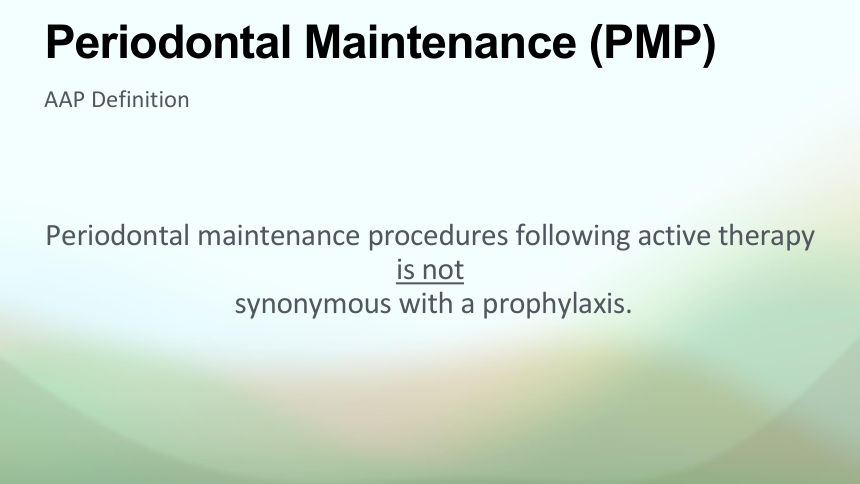 Periodontal Maintenance (PMP)
AAP Definition
Periodontal maintenance procedures following active therapy
is not
synonymous with a prophylaxis.